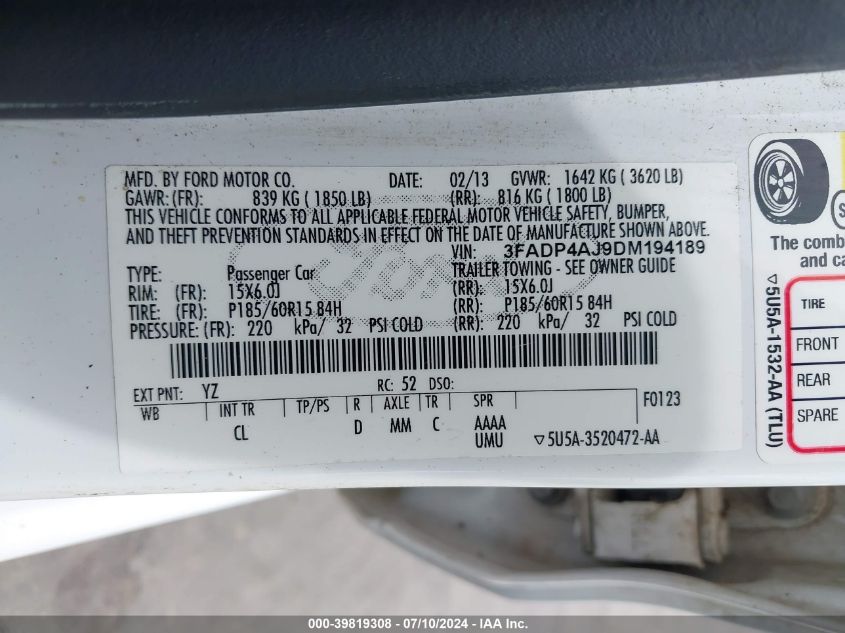 MFD. BY FORD MOTOR CO. DATE: 02/13 GVWR: 1642 KG ( 3620 LB)
GAWR: (FR): 839 KG ( 1850 LB) (RR): 816 KG ( 1800 LB)
THIS VEHICLE CONFORMS TO ALL APPLICABLE FEDERAL MOTOR VEHICLE SAFETY, BUMPER,
AND THEFT PREVENTION STANDARDS IN EFFECT ON THE DATE OF MANUFACTURE SHOWN ABOVE.
VIN: 3FADP4AJ9DM194189
TYPE: Passenger Car TRAILER TOWING - SEE OWNER GUIDE
RIM: (FR): 15X6.0J (RR): 15X6.0J
TIRE: (FR): P185/60R15 84H (RR): P185/60R15 84H
PRESSURE: (FR): 220 kPa/ 32 PSI COLD (RR): 220 kPa/ 32 PSI COLD
EXT PNT: YZ RC: 52 DSO:
WB INT TR TP/PS R AXLE TR SPR F0123
CL D MM C AAAA
UMU ▽5U5A-3520472-AA
The comb
▽5U5A-1532-AA (TLU)
TIRE
FRONT
REAR
SPARE
000-39819308 - 07/10/2024 - IAA Inc.